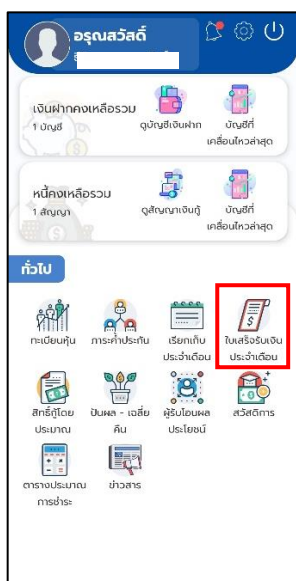 อรุณสวัสดิ์
เงินฝากคงเหลือรวม
1 บัญชี
ดูบัญชีเงินฝาก
บัญชีที่
เคลื่อนไหวล่าสุด
หนี้คงเหลือรวม
1 สัญญา
ดูสัญญาเงินกู้
บัญชีที่
เคลื่อนไหวล่าสุด
ทั่วไป
ทะเบียนหุ้น
ภาระค้ำประกัน
เรียกเก็บ
ประจำเดือน
ใบเสร็จรับเงิน
ประจำเดือน
สิทธิ์กู้โดย
ประมาณ
ปันผล - เฉลี่ย
คืน
ผู้รับโอนผล
ประโยชน์
สวัสดิการ
ตารางประมาณ
การชำระ
ข่าวสาร